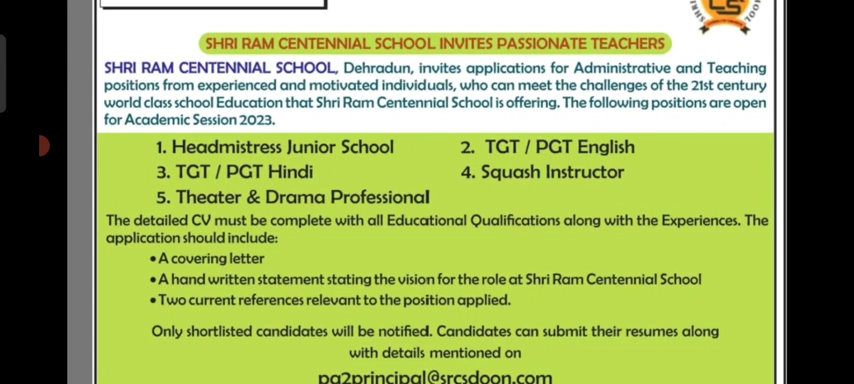 SHRI RAM CENTENNIAL SCHOOL INVITES PASSIONATE TEACHERS
SHRI RAM CENTENNIAL SCHOOL, Dehradun, invites applications for Administrative and Teaching
positions from experienced and motivated individuals, who can meet the challenges of the 21st century
world class school Education that Shri Ram Centennial School is offering. The following positions are open
for Academic Session 2023.
1. Headmistress Junior School 2. TGT / PGT English
3. TGT / PGT Hindi 4. Squash Instructor
5. Theater & Drama Professional
The detailed CV must be complete with all Educational Qualifications along with the Experiences. The
application should include:
• A covering letter
• A hand written statement stating the vision for the role at Shri Ram Centennial School
• Two current references relevant to the position applied.
Only shortlisted candidates will be notified. Candidates can submit their resumes along
with details mentioned on
pa2principal@srcsdoon.com